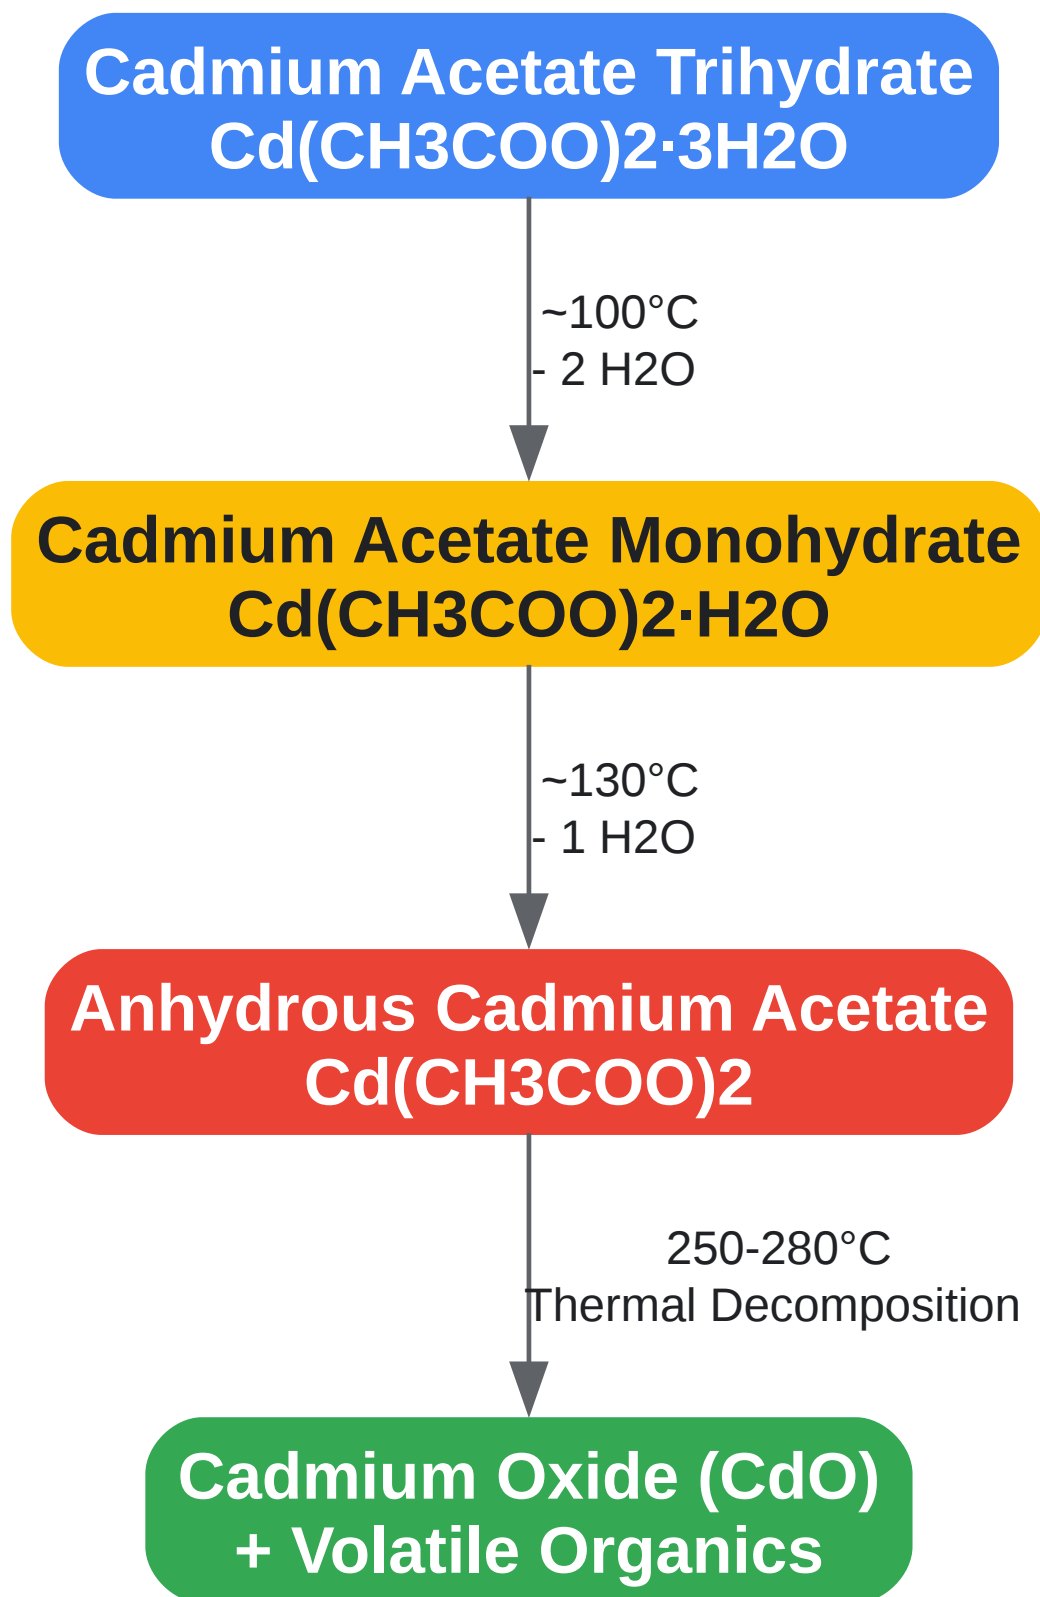 Cadmium Acetate Trihydrate
Cd(CH3COO)2·3H2O
~100°C
- 2 H2O
Cadmium Acetate Monohydrate
Cd(CH3COO)2·H2O
~130°C
- 1 H2O
Anhydrous Cadmium Acetate
Cd(CH3COO)2
250-280°C
Thermal Decomposition
Cadmium Oxide (CdO)
+ Volatile Organics